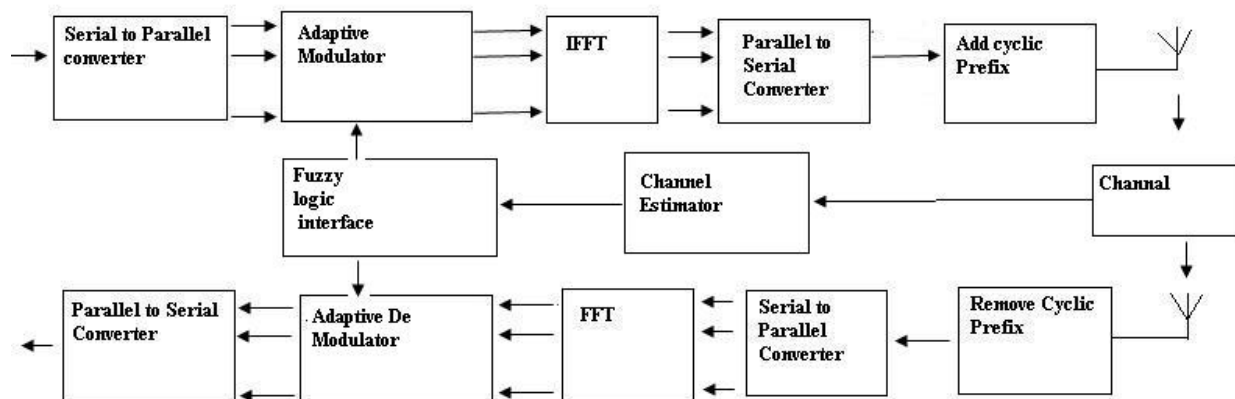 Serial to Parallel
converter
Adaptive
Modulator
IFFT
Parallel to
Serial
Converter
Add cyclic
Prefix
Fuzzy
logic
interface
Channel
Estimator
Channal
Parallel to Serial
Converter
. Adaptive De
Modulator
FFT
Serial to
Parallel
Converter
Remove Cyclic
Prefix